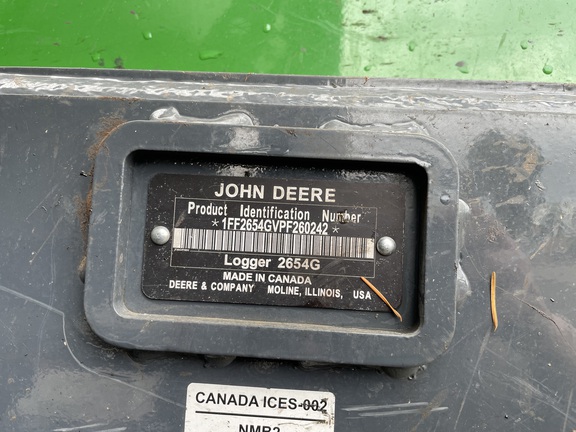 JOHN DEERE
Product Identification Number
*1FF2654GVPF260242*
Logger 2654G
MADE IN CANADA
DEERE & COMPANY MOLINE, ILLINOIS, USA
CANADA ICES-002
NMB2